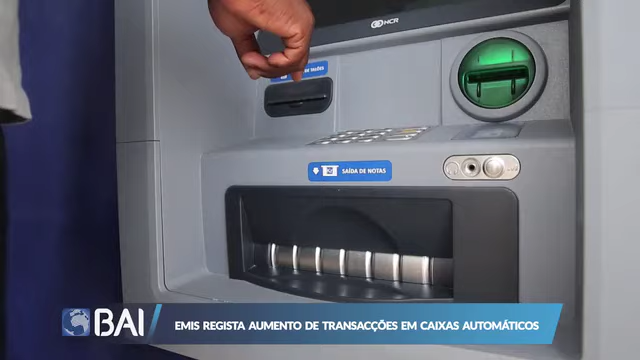 NCR
SAÍDA DE NOTAS
BAI
EMIS REGISTA AUMENTO DE TRANSACÇÕES EM CAIXAS AUTOMÁTICOS